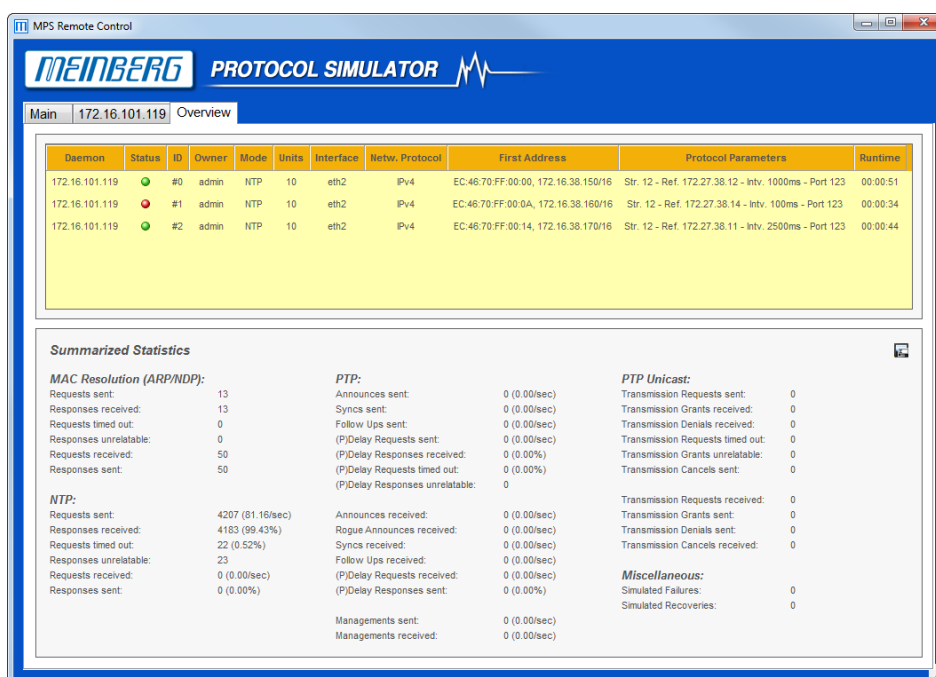 MPS Remote Control
MEINBERG PROTOCOL SIMULATOR
Main 172.16.101.119 Overview
Daemon Status ID Owner Mode Units Interface Netw. Protocol First Address Protocol Parameters Runtime
172.16.101.119 #0 admin NTP 10 eth2 IPv4 EC:46:70:FF:00:00, 172.16.38.150/16 Str. 12 - Ref. 172.27.38.12 - Intv. 1000ms - Port 123 00:00:51
172.16.101.119 #1 admin NTP 10 eth2 IPv4 EC:46:70:FF:00:0A, 172.16.38.160/16 Str. 12 - Ref. 172.27.38.14 - Intv. 100ms - Port 123 00:00:34
172.16.101.119 #2 admin NTP 10 eth2 IPv4 EC:46:70:FF:00:14, 172.16.38.170/16 Str. 12 - Ref. 172.27.38.11 - Intv. 2500ms - Port 123 00:00:44
Summarized Statistics
MAC Resolution (ARP/NDP):
Requests sent: 13
Responses received: 13
Requests timed out: 0
Responses unrelatable: 0
Requests received: 50
Responses sent: 50
NTP:
Requests sent: 4207 (81.16/sec)
Responses received: 4183 (99.43%)
Requests timed out: 22 (0.52%)
Responses unrelatable: 23
Requests received: 0 (0.00/sec)
Responses sent: 0 (0.00%)
PTP:
Announces sent: 0 (0.00/sec)
Syncs sent: 0 (0.00/sec)
Follow Ups sent: 0 (0.00/sec)
(P)Delay Requests sent: 0 (0.00/sec)
(P)Delay Responses received: 0 (0.00%)
(P)Delay Requests timed out: 0 (0.00%)
(P)Delay Responses unrelatable: 0
Announces received: 0 (0.00/sec)
Rogue Announces received: 0 (0.00/sec)
Syncs received: 0 (0.00/sec)
Follow Ups received: 0 (0.00/sec)
(P)Delay Requests received: 0 (0.00/sec)
(P)Delay Responses sent: 0 (0.00%)
Managements sent: 0 (0.00/sec)
Managements received: 0 (0.00/sec)
PTP Unicast:
Transmission Requests sent: 0
Transmission Grants received: 0
Transmission Denials received: 0
Transmission Requests timed out: 0
Transmission Grants unrelatable: 0
Transmission Cancels sent: 0
Transmission Requests received: 0
Transmission Grants sent: 0
Transmission Denials sent: 0
Transmission Cancels received: 0
Miscellaneous:
Simulated Failures: 0
Simulated Recoveries: 0